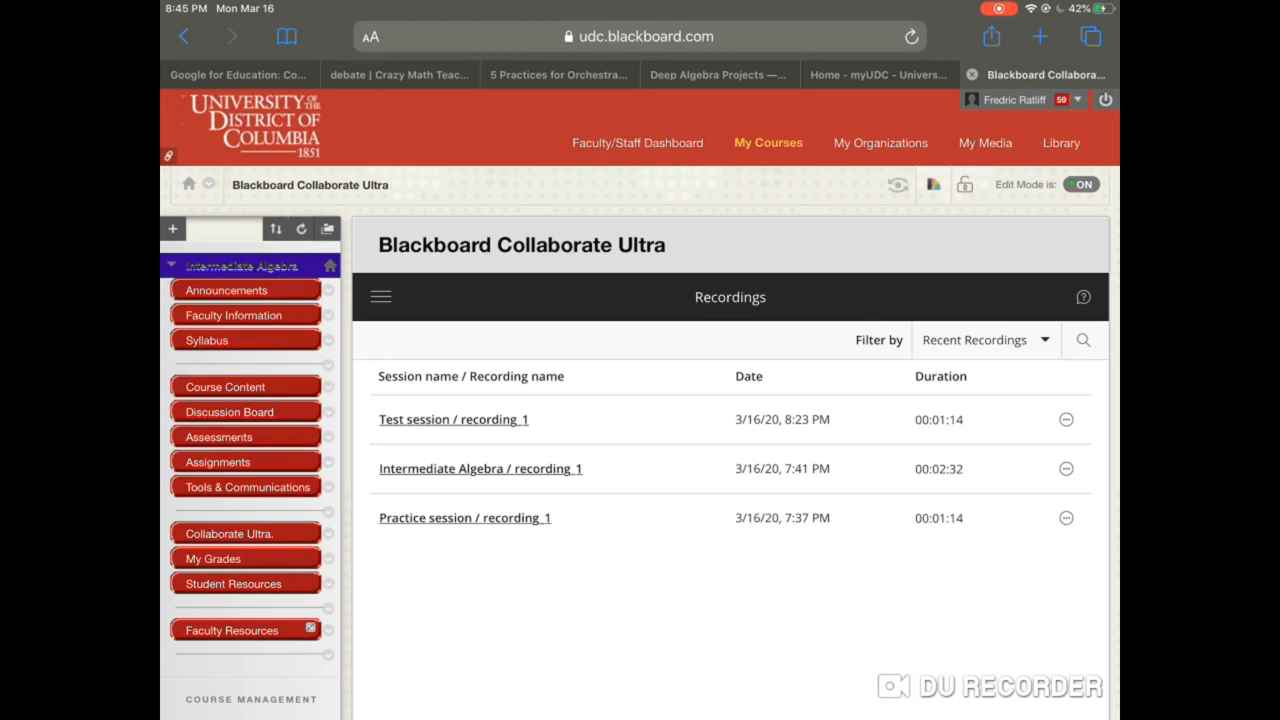 8:45 PM Mon Mar 16
42%
AA
udc.blackboard.com
Google for Education: Co...
debate | Crazy Math Teac...
5 Practices for Orchestra...
Deep Algebra Projects —...
Home - myUDC - Univers...
Blackboard Collabora...
UNIVERSITY OF THE
DISTRICT OF
COLUMBIA
1851
Fredric Ratliff 59
Faculty/Staff Dashboard
My Courses
My Organizations
My Media
Library
Blackboard Collaborate Ultra
Edit Mode is: ON
Intermediate Algebra
Announcements
Faculty Information
Syllabus
Course Content
Discussion Board
Assessments
Assignments
Tools & Communications
Collaborate Ultra.
My Grades
Student Resources
Faculty Resources
COURSE MANAGEMENT
Blackboard Collaborate Ultra
Recordings
Filter by Recent Recordings
Session name / Recording name Date Duration
Test session / recording_1 3/16/20, 8:23 PM 00:01:14
Intermediate Algebra / recording_1 3/16/20, 7:41 PM 00:02:32
Practice session / recording_1 3/16/20, 7:37 PM 00:01:14
DU RECORDER